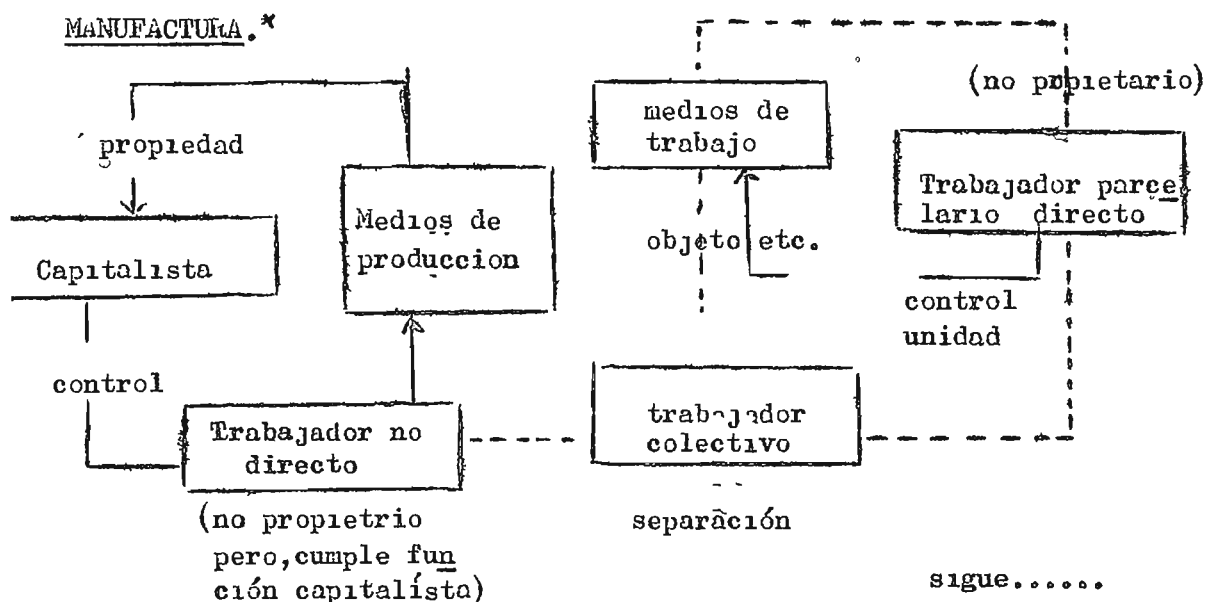 MANUFACTURA.*
propiedad
Capitalista
control
Medios de
produccion
Trabajador no
directo
(no propietrio
pero,cumple fun
ción capitalista)
medios de
trabajo
objeto etc.
trabajador
colectivo
separación
(no propietario)
Trabajador parce
lario directo
control
unidad
sigue......